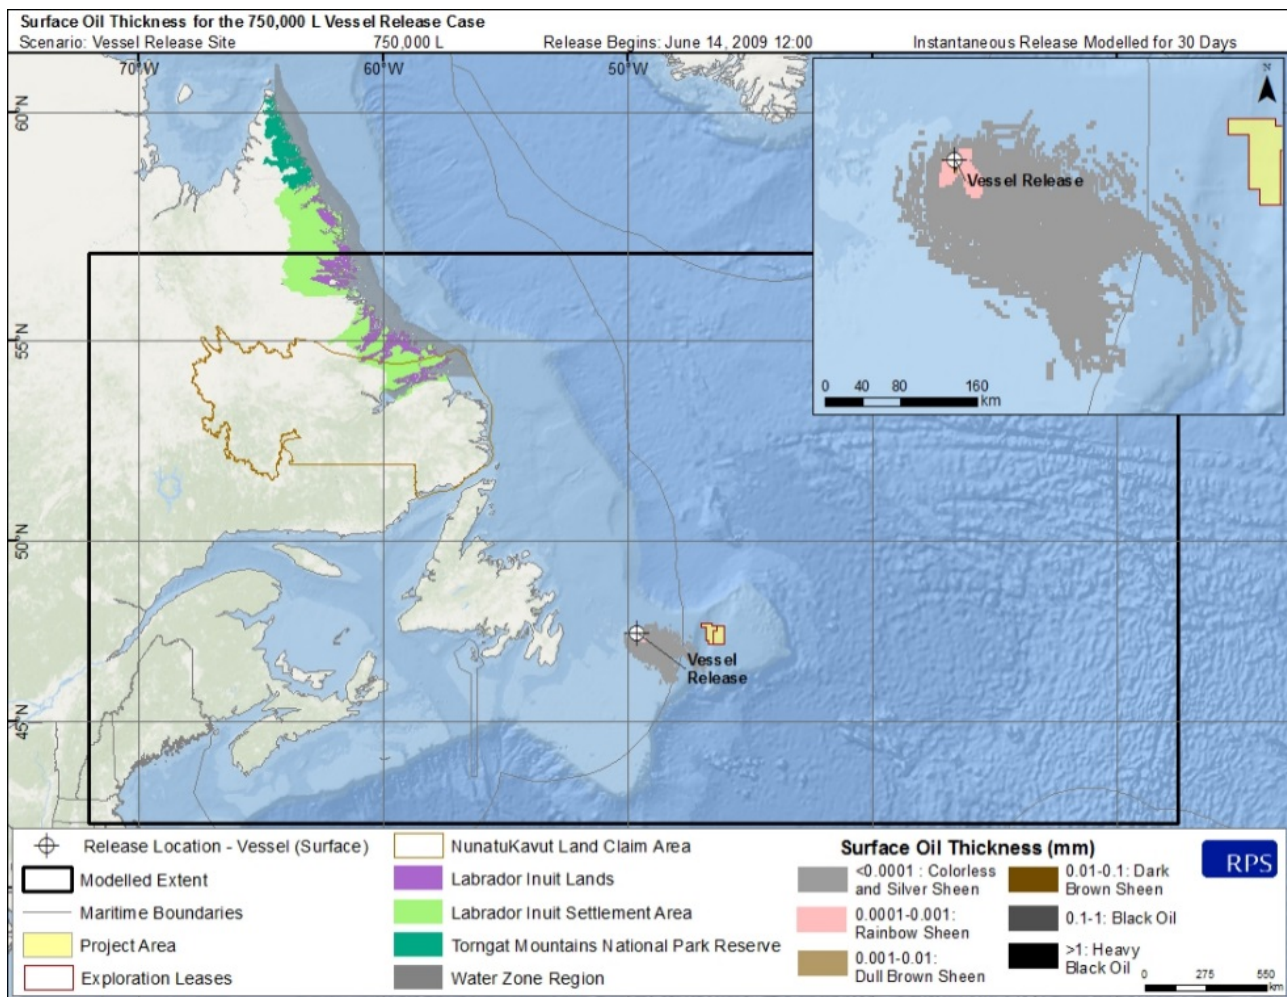 Surface Oil Thickness for the 750,000 L Vessel Release Case
Scenario: Vessel Release Site 750,000 L Release Begins: June 14, 2009 12:00 Instantaneous Release Modelled for 30 Days
70°W 60°W 50°W
N
60°N
Vessel Release
55°N
0 40 80 160
km
50°N
Vessel
Release
45°N
Release Location - Vessel (Surface)
Modelled Extent
Maritime Boundaries
Project Area
Exploration Leases
NunatuKavut Land Claim Area
Labrador Inuit Lands
Labrador Inuit Settlement Area
Torngat Mountains National Park Reserve
Water Zone Region
Surface Oil Thickness (mm)
<0.0001 : Colorless
and Silver Sheen
0.0001-0.001:
Rainbow Sheen
0.001-0.01:
Dull Brown Sheen
0.01-0.1: Dark
Brown Sheen
0.1-1: Black Oil
>1: Heavy
Black Oil
RPS
0 275 550
km